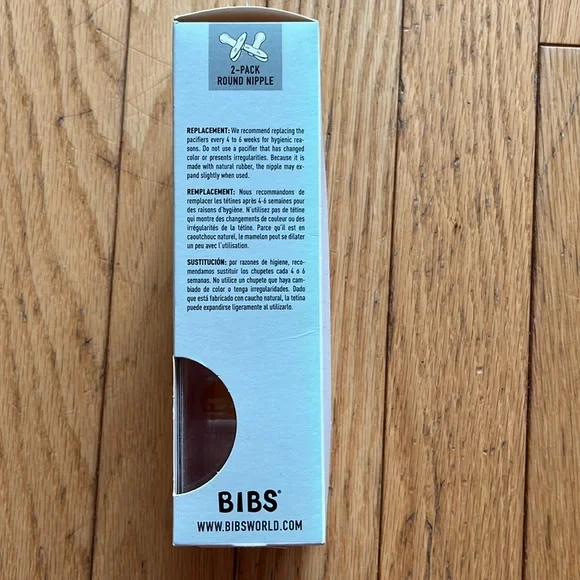 2-PACK
ROUND NIPPLE
REPLACEMENT: We recommend replacing the
pacifiers every 4 to 6 weeks for hygienic rea-
sons. Do not use a pacifier that has changed
color or presents irregularities. Because it is
made with natural rubber, the nipple may ex-
pand slightly when used.
REMPLACEMENT: Nous recommandons de
remplacer les tétines après 4-6 semaines pour
des raisons d'hygiène. N'utilisez pas de tétine
qui montre des changements de couleur ou des
irrégularités de la tétine. Parce qu'il est en
caoutchouc naturel, le mamelon peut se dilater
un peu avec l'utilisation.
SUSTITUCIÓN: por razones de higiene, reco-
mendamos sustituir los chupetes cada 4 o 6
semanas. No utilice un chupete que haya cam-
biado de color o tenga irregularidades. Dado
que está fabricado con caucho natural, la tetina
puede expandirse ligeramente al utilizarlo.
BIBS®
WWW.BIBSWORLD.COM